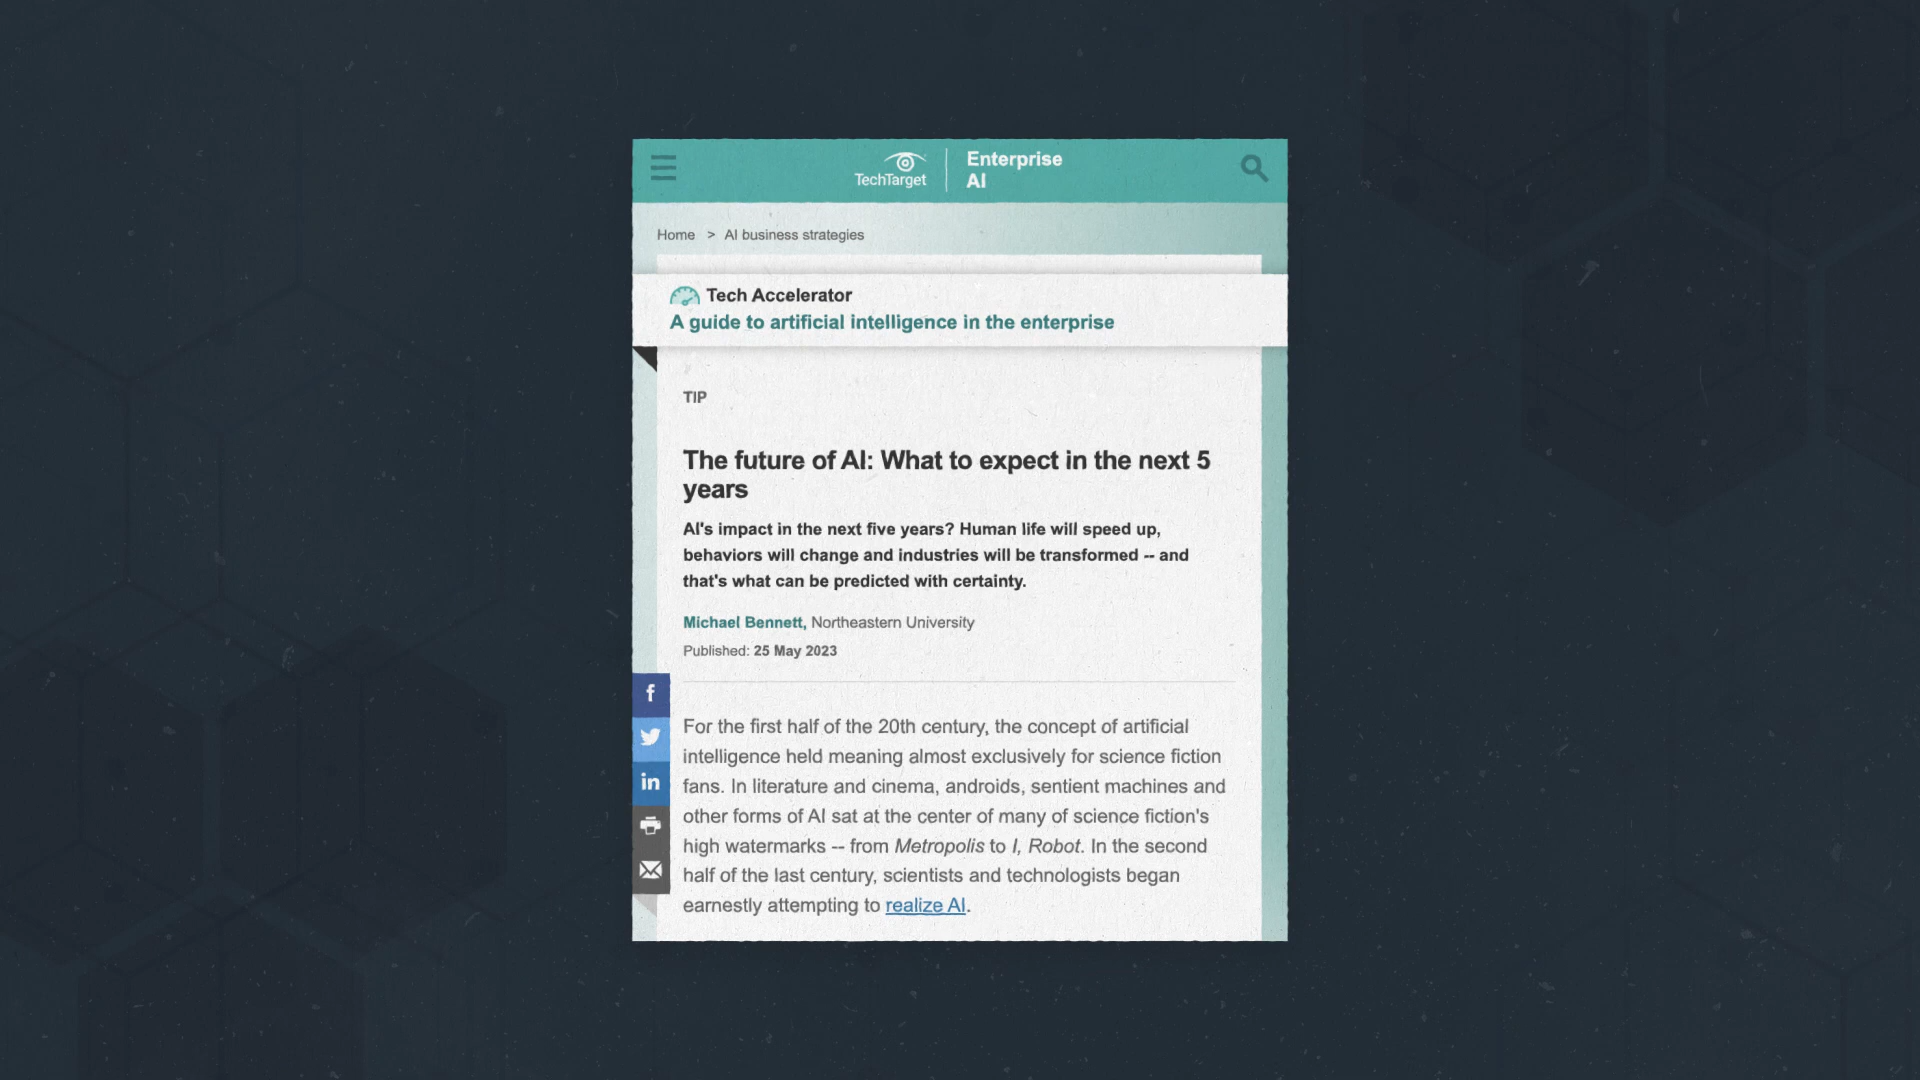 TechTarget
Enterprise
AI
Home > AI business strategies
Tech Accelerator
A guide to artificial intelligence in the enterprise
TIP
The future of AI: What to expect in the next 5
years
AI's impact in the next five years? Human life will speed up,
behaviors will change and industries will be transformed -- and
that's what can be predicted with certainty.
Michael Bennett, Northeastern University
Published: 25 May 2023
f
in
For the first half of the 20th century, the concept of artificial
intelligence held meaning almost exclusively for science fiction
fans. In literature and cinema, androids, sentient machines and
other forms of AI sat at the center of many of science fiction's
high watermarks -- from Metropolis to I, Robot. In the second
half of the last century, scientists and technologists began
earnestly attempting to realize AI.